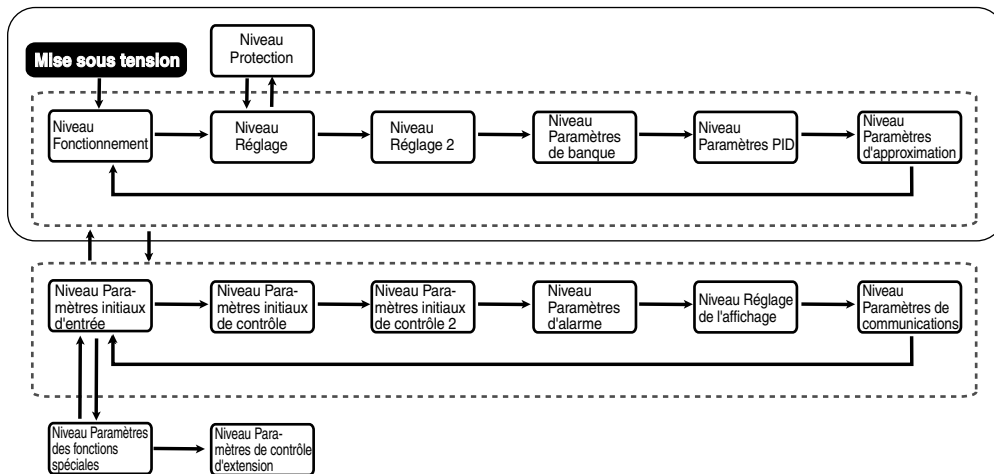 Mise sous tension
Niveau
Protection
Niveau
Fonctionnement
Niveau
Réglage
Niveau
Réglage 2
Niveau
Paramètres
de banque
Niveau
Paramètres PID
Niveau
Paramètres
d'approximation
Niveau Para-
mètres initiaux
d'entrée
Niveau Para-
mètres initiaux
de contrôle
Niveau Para-
mètres initiaux
de contrôle 2
Niveau
Paramètres
d'alarme
Niveau Réglage
de l'affichage
Niveau
Paramètres de
communications
Niveau Paramètres
des fonctions
spéciales
Niveau Para-
mètres de contrôle
d'extension